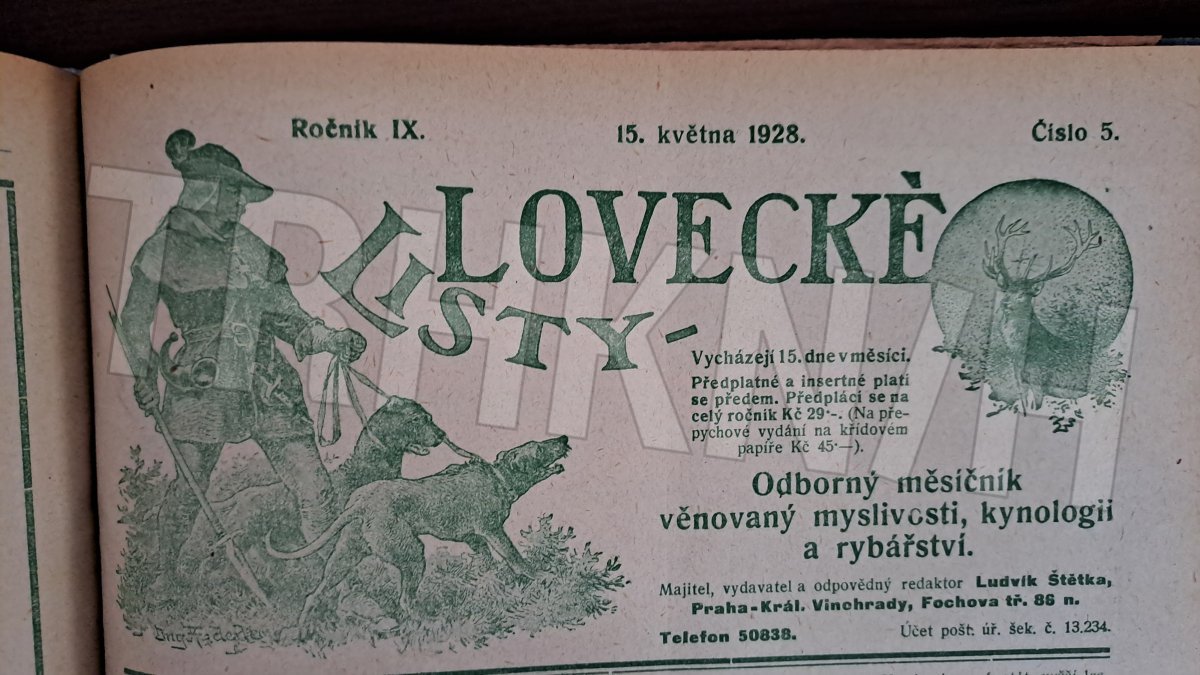 Ročník IX.
15. května 1928.
Číslo 5.
LOVECKÉ
LISTY-
Vycházejí 15. dne v měsíci.
Předplatné a insertné platí
se předem. Předplácí se na
celý ročník Kč 29·-. (Na pře-
pychové vydání na křídovém
papíře Kč 45·—).
Odborný měsíčník
věnovaný myslivosti, kynologii
a rybářství.
Majitel, vydavatel a odpovědný redaktor Ludvík Štětka,
Praha-Král. Vinohrady, Fochova tř. 86 n.
Telefon 50838.
Účet pošt. úř. šek. č. 13.234.
TRHKNIH